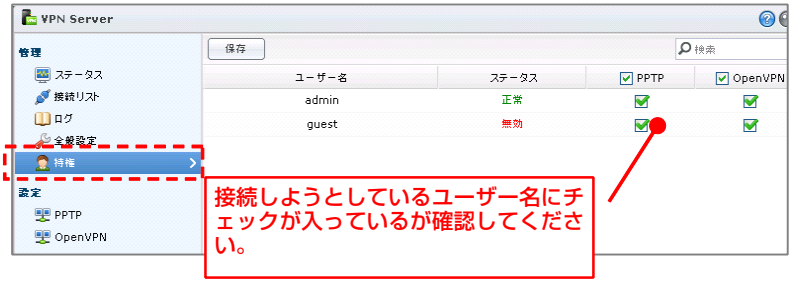 VPN Server
管理
保存
検索
ステータス
ユーザー名 ステータス PPTP OpenVPN
接続リスト
admin 正常
ログ
guest 無効
全般設定
特権
設定
PPTP
OpenVPN
接続しようとしているユーザー名にチ
ェックが入っているが確認してくださ
い。